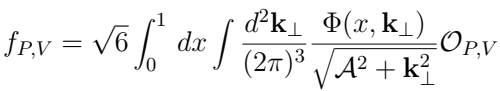 $f_{P,V} = \sqrt{6} \int_0^1 dx \int \frac{d^2\mathbf{k}_\perp}{(2\pi)^3} \frac{\Phi(x, \mathbf{k}_\perp)}{\sqrt{\mathcal{A}^2 + \mathbf{k}_\perp^2}} \mathcal{O}_{P,V}$